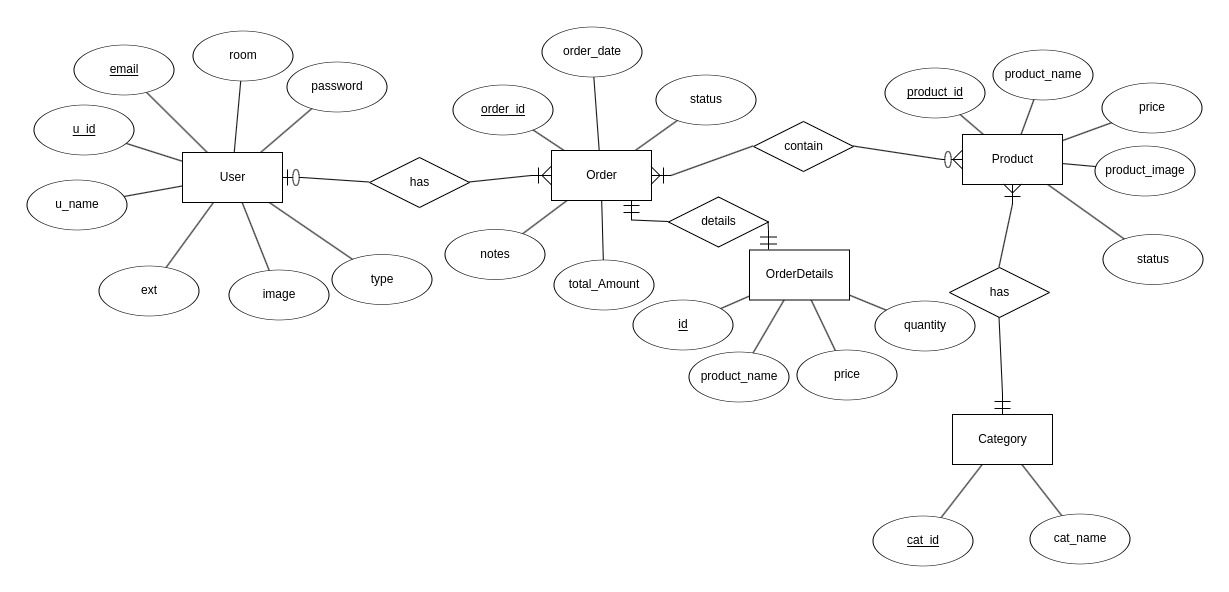 order_date
room
email
product_name
password
product_id
status
order_id
price
u_id
contain
Product
product_image
Order
User
has
u_name
details
notes
status
OrderDetails
type
total_Amount
ext
image
has
id
quantity
product_name
price
Category
cat_id
cat_name